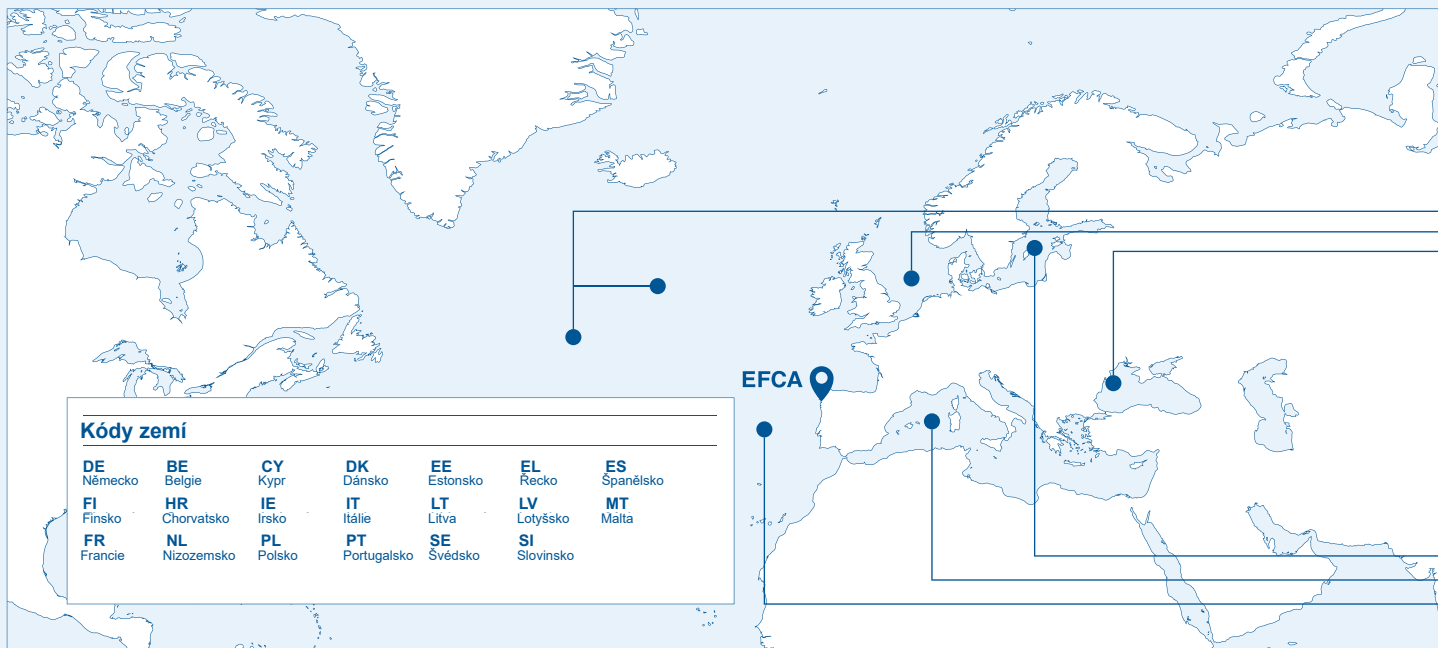 EFCA
Kódy zemí
DE BE CY DK EE EL ES
Německo Belgie Kypr Dánsko Estonsko Řecko Španělsko
FI HR IE IT LT LV MT
Finsko Chorvatsko Irsko Itálie Litva Lotyšsko Malta
FR NL PL PT SE SI
Francie Nizozemsko Polsko Portugalsko Švédsko Slovinsko